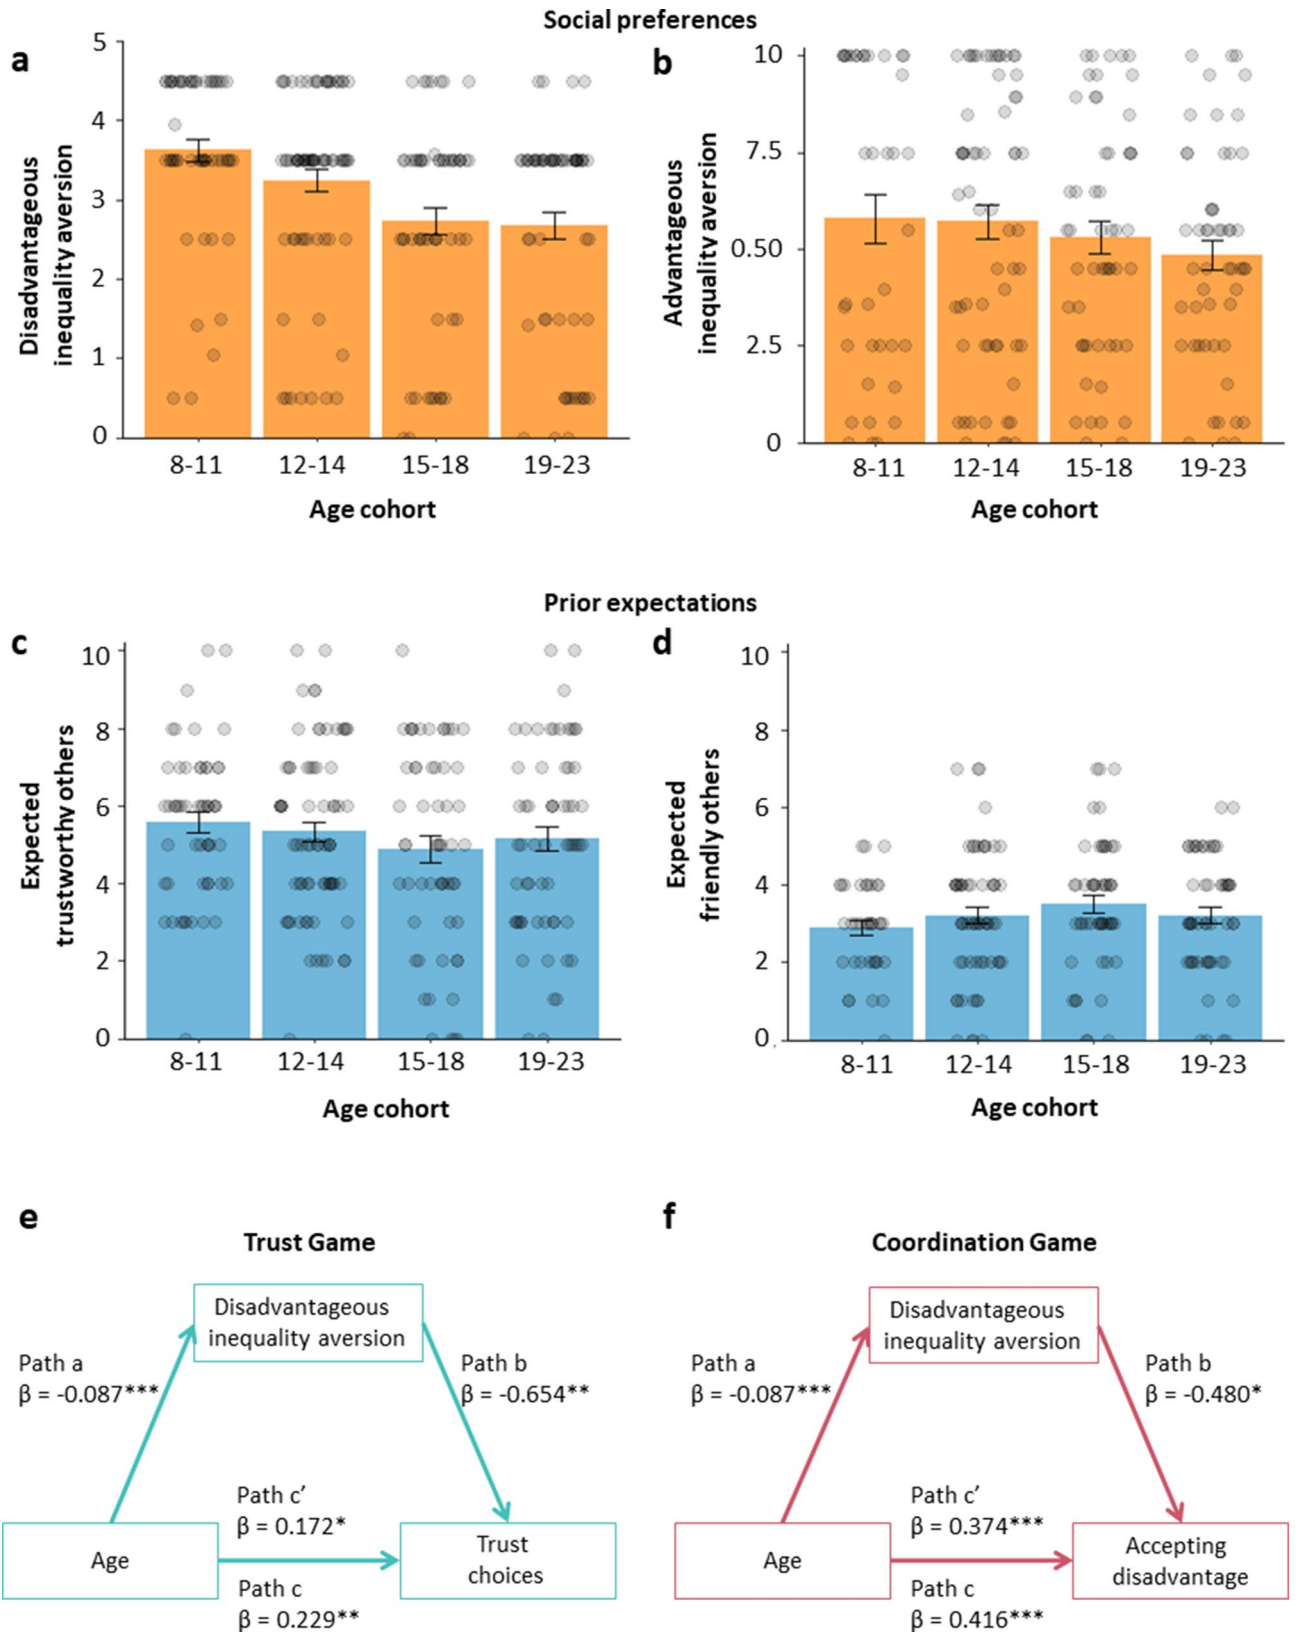 Social preferences
a
5
4
3
2
1
0
Disadvantageous
inequality aversion
8-11
12-14
15-18
19-23
Age cohort
b
10
7.5
0.50
2.5
0
Advantageous
inequality aversion
8-11
12-14
15-18
19-23
Age cohort
Prior expectations
c
10
8
6
4
2
0
Expected
trustworthy others
8-11
12-14
15-18
19-23
Age cohort
d
10
8
6
4
2
0
Expected
friendly others
8-11
12-14
15-18
19-23
Age cohort
e
Trust Game
Disadvantageous
inequality aversion
Path a
β = -0.087***
Path b
β = -0.654**
Path c’
β = 0.172*
Age
Trust
choices
Path c
β = 0.229**
f
Coordination Game
Disadvantageous
inequality aversion
Path a
β = -0.087***
Path b
β = -0.480*
Path c’
β = 0.374***
Age
Accepting
disadvantage
Path c
β = 0.416***